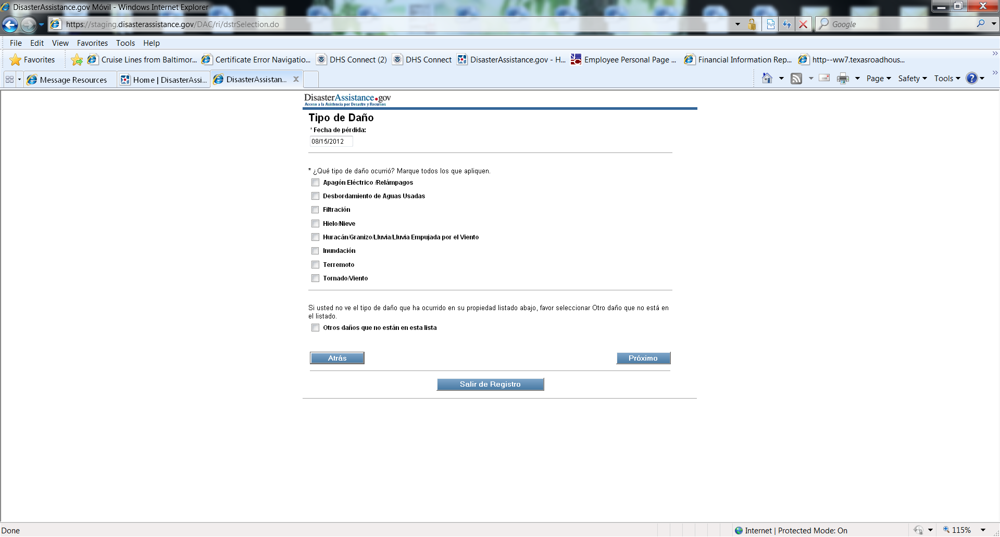 DisasterAssistance.gov Móvil - Windows Internet Explorer
https://staging.disasterassistance.gov/DAC/ri/dstrSelection.do
Google
File Edit View Favorites Tools Help
Favorites Cruise Lines from Baltimor... Certificate Error Navigatio... DHS Connect (2) DHS Connect DisasterAssistance.gov - H... Employee Personal Page ... Financial Information Rep... http--ww7.texasroadhous...
Message Resources Home | DisasterAssi... DisasterAssistan... Page Safety Tools
DisasterAssistance.gov
Acceso a la Asistencia por Desastre y Recursos
Tipo de Daño
* Fecha de pérdida:
08/15/2012
* ¿Qué tipo de daño ocurrió? Marque todos los que apliquen.
Apagón Eléctrico /Relámpagos
Desbordamiento de Aguas Usadas
Filtración
Hielo/Nieve
Huracán/Granizo/Lluvia/Lluvia Empujada por el Viento
Inundación
Terremoto
Tornado/Viento
Si usted no ve el tipo de daño que ha ocurrido en su propiedad listado abajo, favor seleccionar Otro daño que no está en
el listado.
Otros daños que no están en esta lista
Atrás Próximo
Salir de Registro
Done Internet | Protected Mode: On 115%